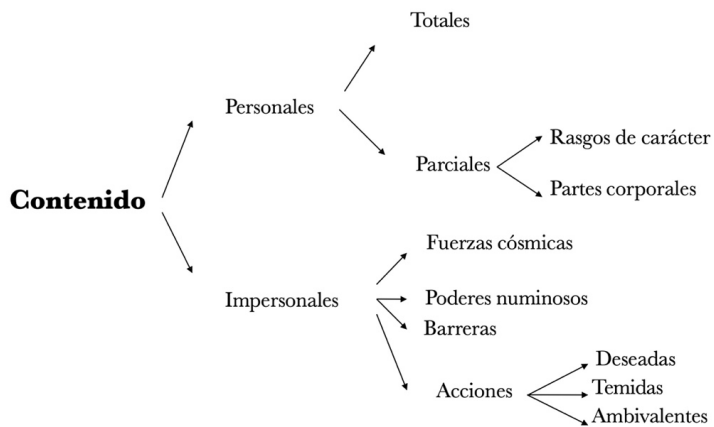 Totales
Personales
Rasgos de carácter
Parciales
Partes corporales
Contenido
Fuerzas cósmicas
Impersonales
Poderes numinosos
Barreras
Deseadas
Acciones
Temidas
Ambivalentes